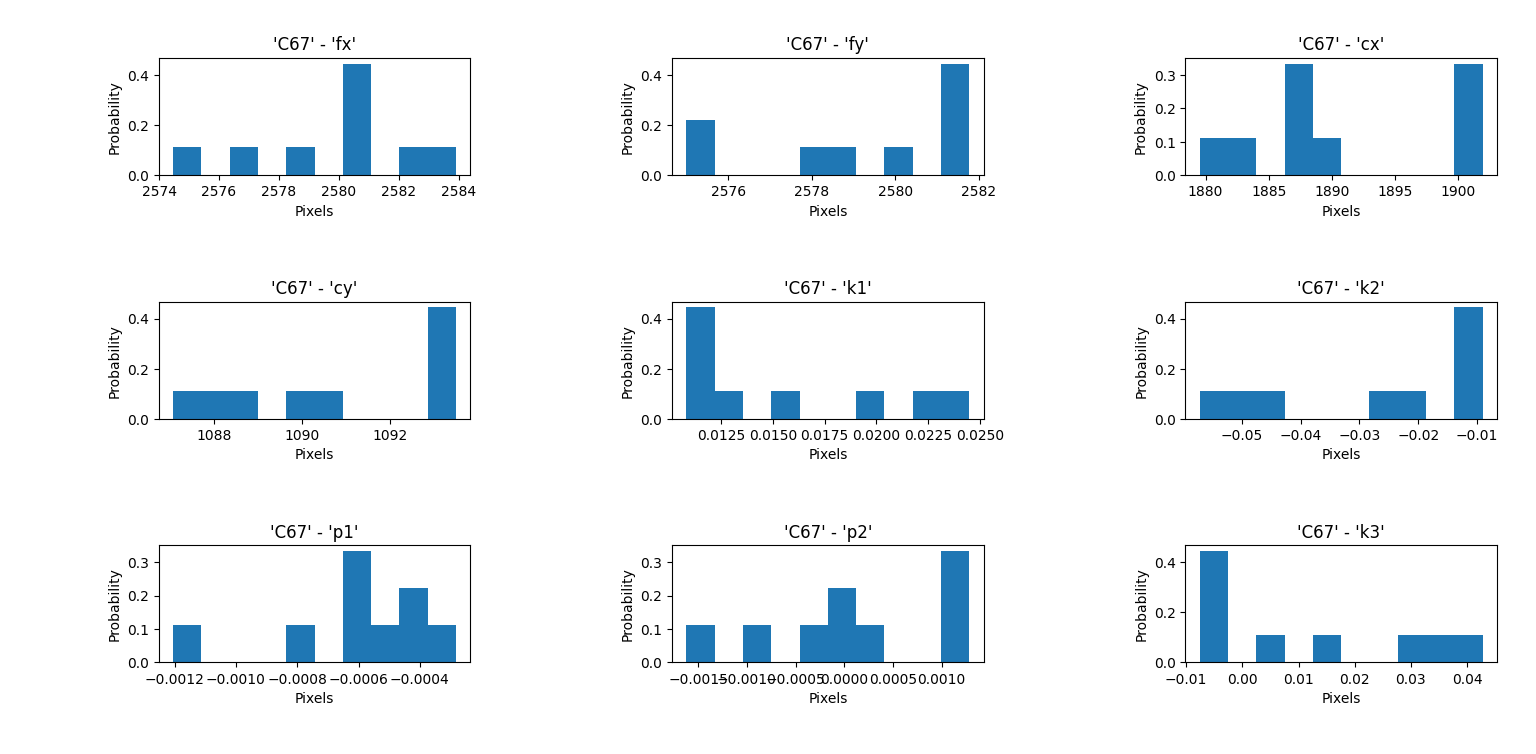 'C67' - 'fx'
'C67' - 'fy'
'C67' - 'cx'
Probability
0.4
0.2
0.0
2574 2576 2578 2580 2582 2584
Pixels
Probability
0.4
0.2
0.0
2576 2578 2580 2582
Pixels
Probability
0.3
0.2
0.1
0.0
1880 1885 1890 1895 1900
Pixels
'C67' - 'cy'
'C67' - 'k1'
'C67' - 'k2'
Probability
0.4
0.2
0.0
1088 1090 1092
Pixels
Probability
0.4
0.2
0.0
0.0125 0.0150 0.0175 0.0200 0.0225 0.0250
Pixels
Probability
0.4
0.2
0.0
−0.05 −0.04 −0.03 −0.02 −0.01
Pixels
'C67' - 'p1'
'C67' - 'p2'
'C67' - 'k3'
Probability
0.3
0.2
0.1
0.0
−0.0012 −0.0010 −0.0008 −0.0006 −0.0004
Pixels
Probability
0.3
0.2
0.1
0.0
−0.0015 −0.0010 −0.0005 0.0000 0.0005 0.0010
Pixels
Probability
0.4
0.2
0.0
−0.01 0.00 0.01 0.02 0.03 0.04
Pixels